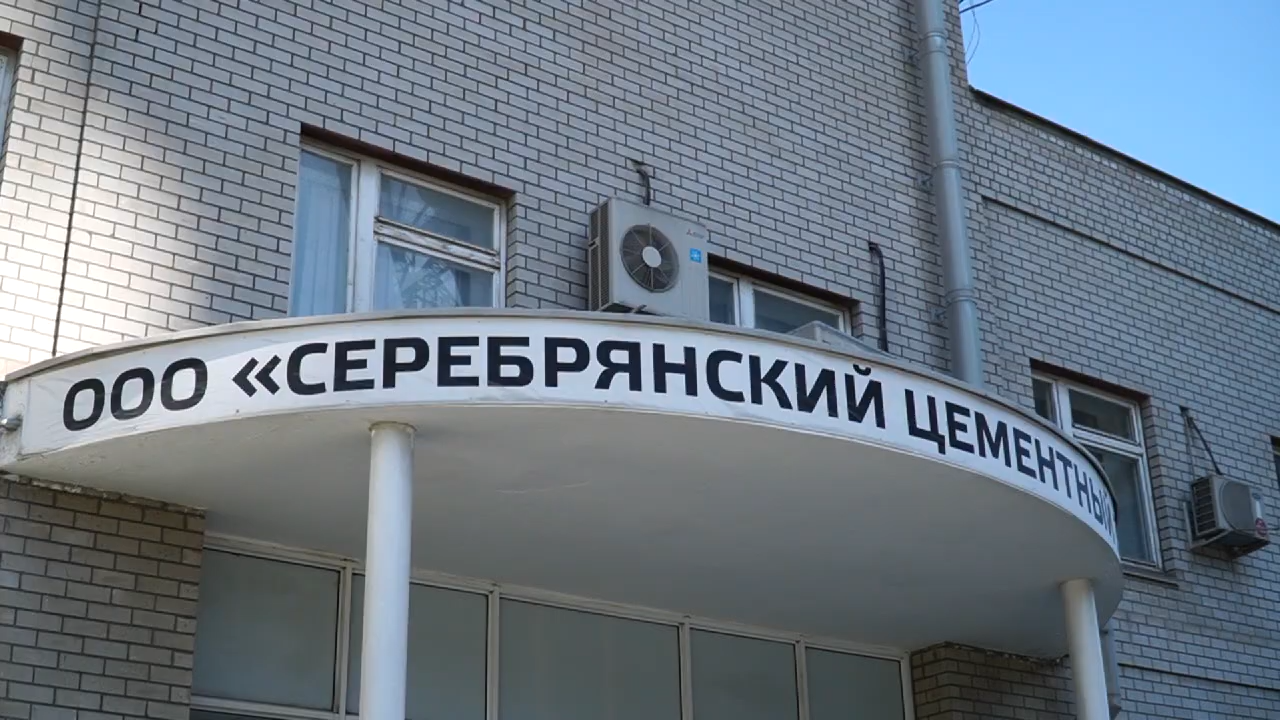 ООО «СЕРЕБРЯНСКИЙ ЦЕМЕНТНЫЙ